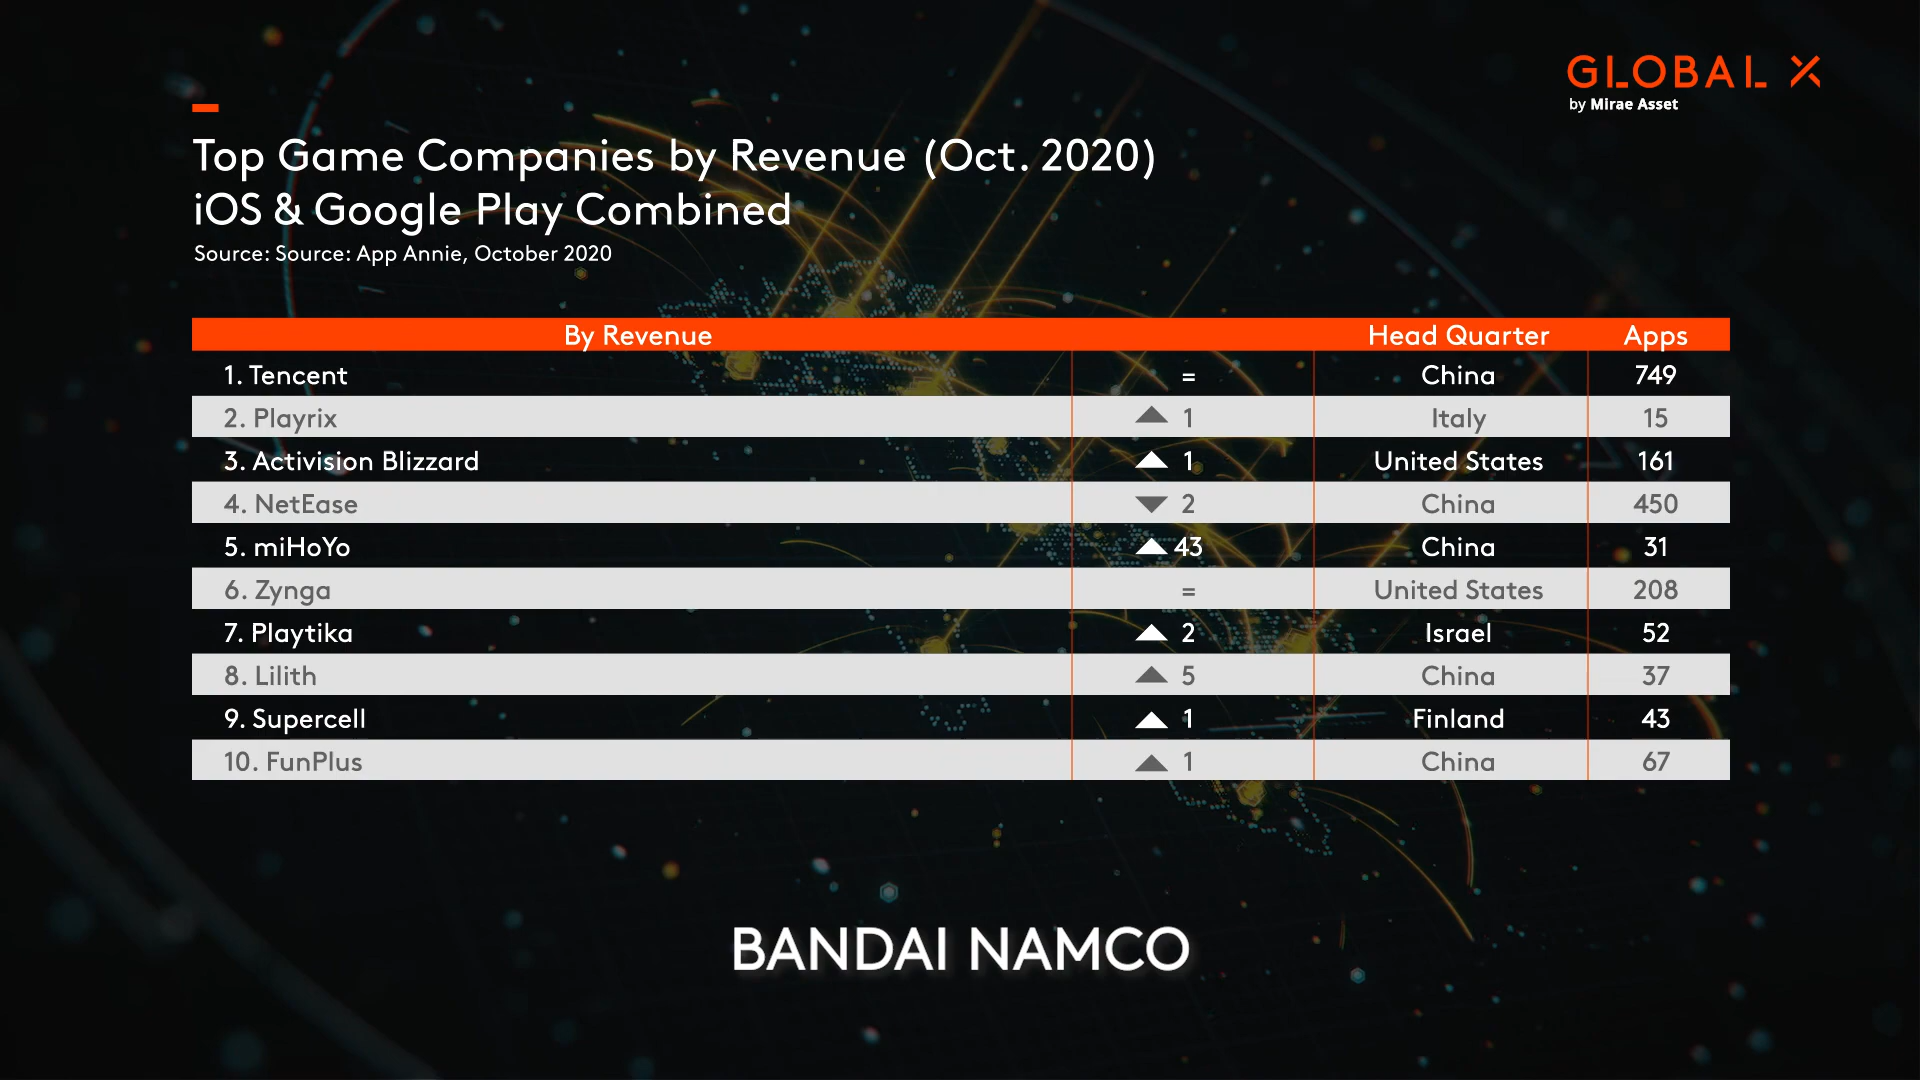 GLOBAL X
by Mirae Asset
Top Game Companies by Revenue (Oct. 2020)
iOS & Google Play Combined
Source: Source: App Annie, October 2020
By Revenue Head Quarter Apps
1. Tencent = China 749
2. Playrix ▲ 1 Italy 15
3. Activision Blizzard ▲ 1 United States 161
4. NetEase ▼ 2 China 450
5. miHoYo ▲ 43 China 31
6. Zynga = United States 208
7. Playtika ▲ 2 Israel 52
8. Lilith ▲ 5 China 37
9. Supercell ▲ 1 Finland 43
10. FunPlus ▲ 1 China 67
BANDAI NAMCO